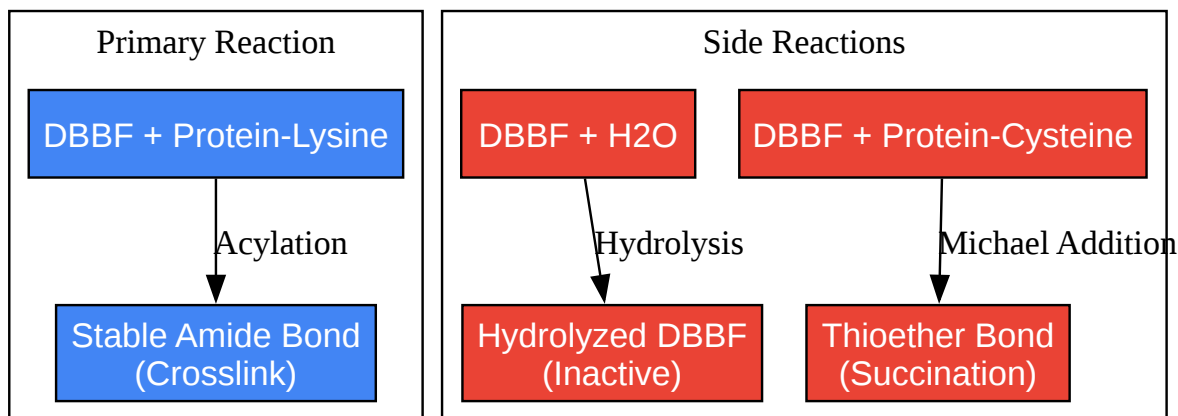 Primary Reaction
DBBF + Protein-Lysine
Acylation
Stable Amide Bond
(Crosslink)
Side Reactions
DBBF + H2O
DBBF + Protein-Cysteine
Hydrolysis
Michael Addition
Hydrolyzed DBBF
(Inactive)
Thioether Bond
(Succination)